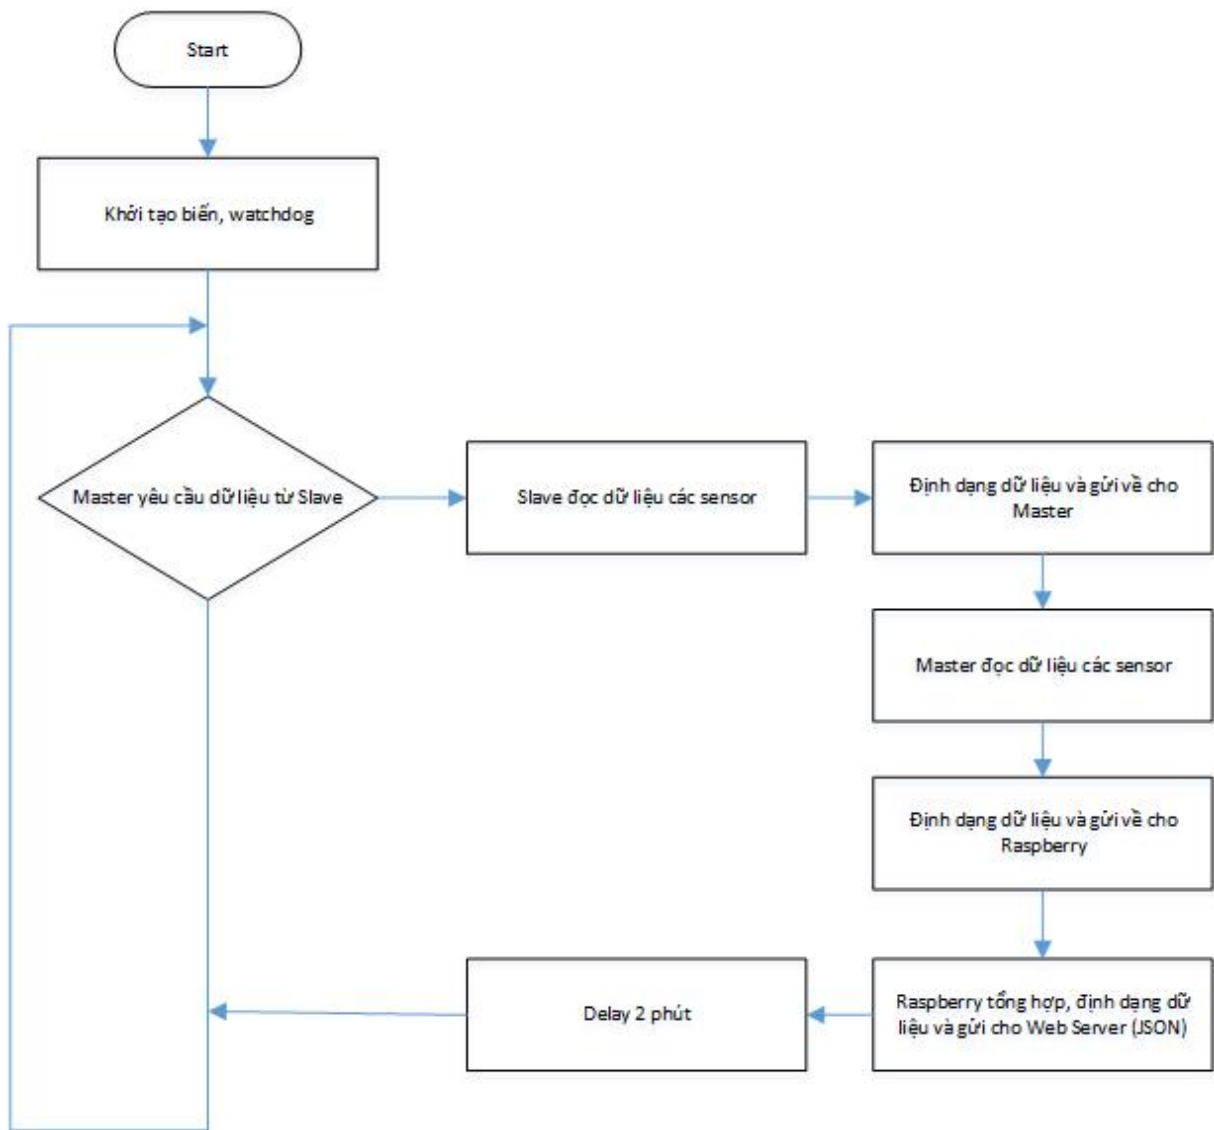 Start
Khởi tạo biến, watchdog
Master yêu cầu dữ liệu từ Slave
Slave đọc dữ liệu các sensor
Định dạng dữ liệu và gửi về cho
Master
Master đọc dữ liệu các sensor
Định dạng dữ liệu và gửi về cho
Raspberry
Raspberry tổng hợp, định dạng dữ
liệu và gửi cho Web Server (JSON)
Delay 2 phút